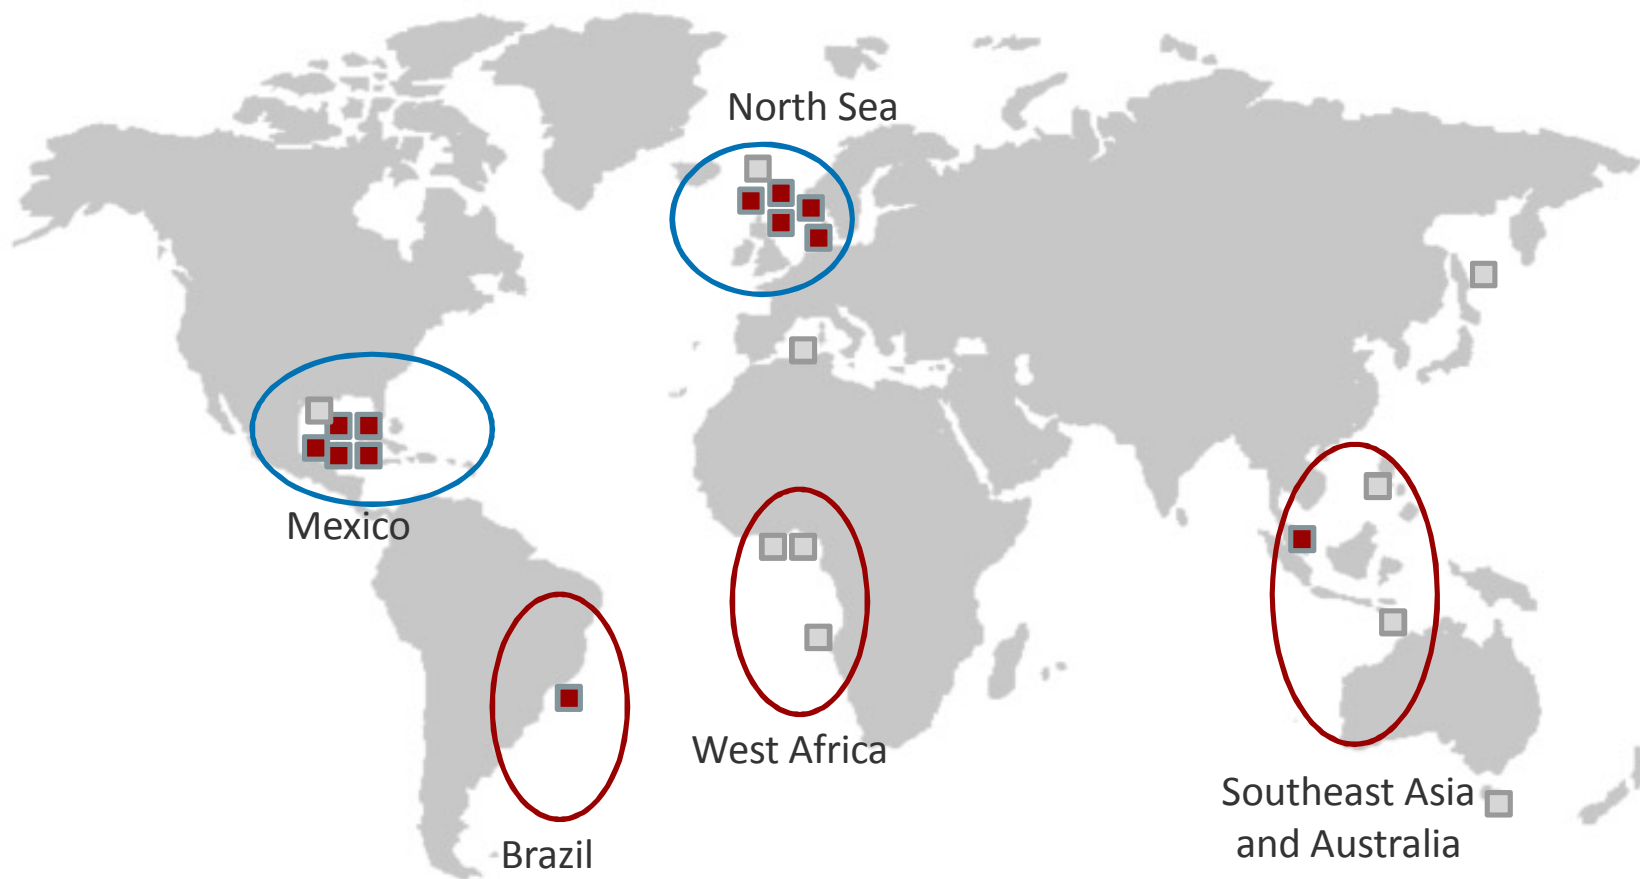 North Sea
Mexico
West Africa
Southeast Asia
and Australia
Brazil